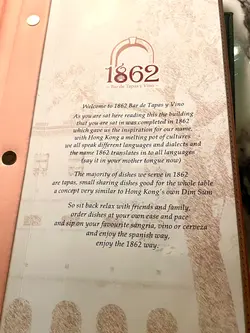 1862
Bar de Tapas y Vino
Welcome to 1862 Bar de Tapas y Vino
As you are sat here reading this the building
that you are sat in was completed in 1862
which gave us the inspiration for our name,
with Hong Kong a melting pot of cultures
we all speak different languages and dialects and
the name 1862 translates in to all languages
(say it in your mother tongue now)
The majority of dishes we serve in 1862
are tapas, small sharing dishes good for the whole table
a concept very similar to Hong Kong's own Dim Sum
So sit back relax with friends and family,
order dishes at your own ease and pace
and sip on your favourite sangria, vino or cerveza
and enjoy the spanish way,
enjoy the 1862 way.